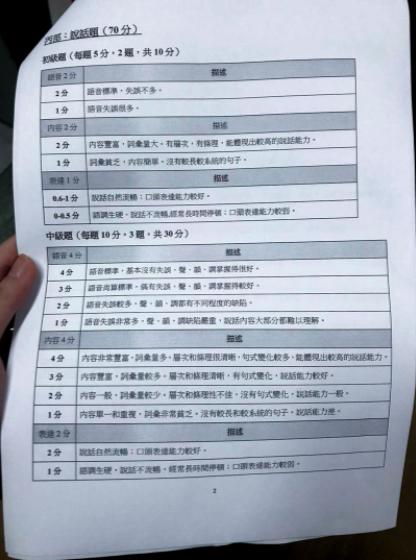 丙部：說話題（70 分）
初級題（每題 5 分，2 題，共 10 分）
語音 2 分 描述
2 分 語音標準，失誤不多。
1 分 語音失誤很多。
內容 2 分 描述
2 分 內容豐富，詞彙量大。有層次，有條理，能體現出較高的說話能力。
1 分 詞彙貧乏，內容簡單。沒有較長較系統的句子。
表達 1 分 描述
0.6-1 分 說話自然流暢；口頭表達能力較好。
0-0.5 分 語調生硬。說話不流暢,經常長時間停頓；口頭表達能力較弱。
中級題（每題 10 分，3 題，共 30 分）
語音 4 分 描述
4 分 語音標準，基本沒有失誤，聲、韻、調掌握得很好。
3 分 語音尚算標準，偶有失誤，聲、韻、調掌握得較好。
2 分 語音失誤較多，聲、韻、調都有不同程度的缺陷。
1 分 語音失誤非常多，聲、韻、調缺陷嚴重，說話內容大部分都難以理解。
內容 4 分 描述
4 分 內容非常豐富，詞彙量多。層次和條理很清晰，句式變化較多，能體現出較高的說話能力。
3 分 內容豐富，詞彙量較多。層次和條理清晰，有句式變化，說話能力較好。
2 分 內容一般，詞彙量較少。層次和條理性不佳，沒有句式變化，說話能力一般。
1 分 內容單一和重複，詞彙非常貧乏。沒有較長和較系統的句子，說話能力差。
表達 2 分 描述
2 分 說話自然流暢；口頭表達能力較好。
1 分 語調生硬。說話不流暢，經常長時間停頓；口頭表達能力較弱。
2